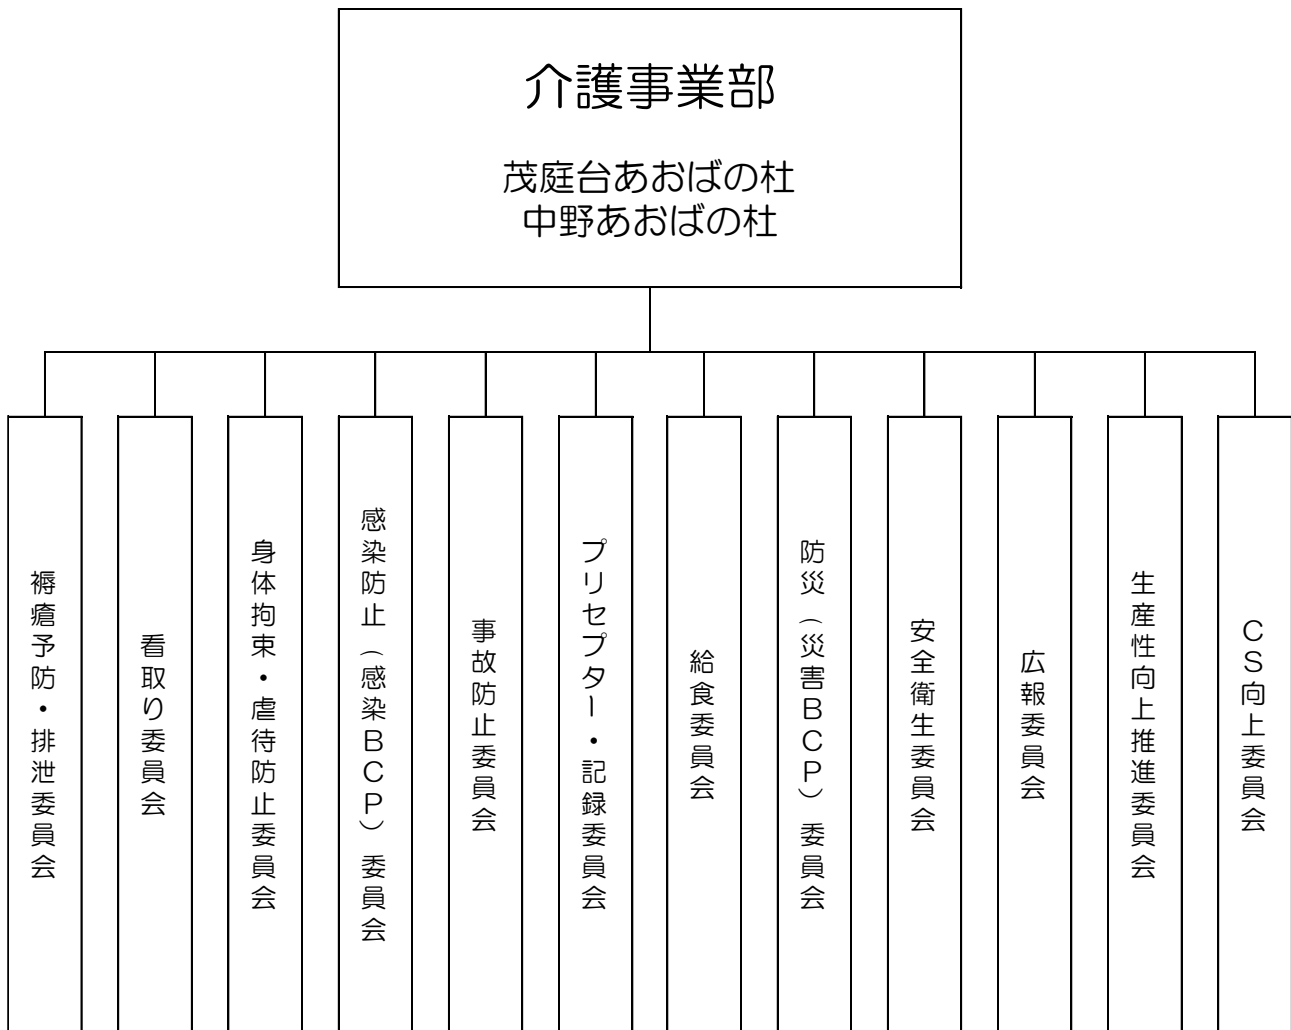 介護事業部
茂庭台あおばの杜
中野あおばの杜
褥瘡予防・排泄委員会
看取り委員会
身体拘束・虐待防止委員会
感染防止（感染ＢＣＰ）委員会
事故防止委員会
プリセプター・記録委員会
給食委員会
防災（災害ＢＣＰ）委員会
安全衛生委員会
広報委員会
生産性向上推進委員会
ＣＳ向上委員会